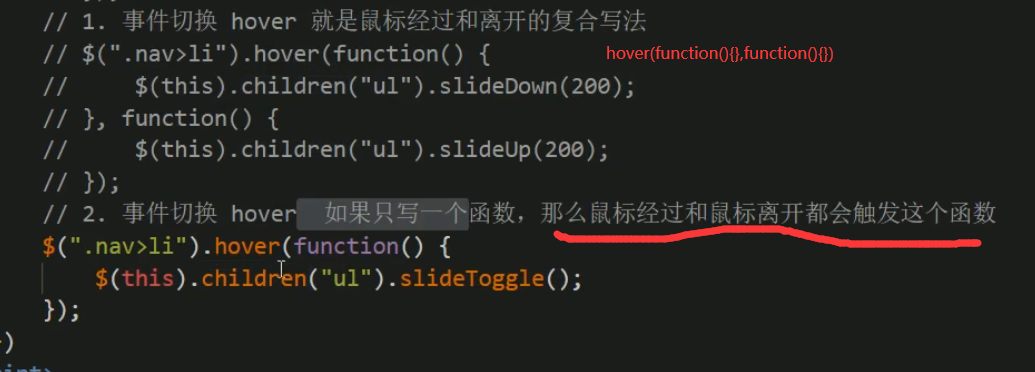 // 1. 事件切换 hover 就是鼠标经过和离开的复合写法
// $(".nav>li").hover(function() {
hover(function(){},function(){})
//     $(this).children("ul").slideDown(200);
// }, function() {
//     $(this).children("ul").slideUp(200);
// });
// 2. 事件切换 hover  如果只写一个函数，那么鼠标经过和鼠标离开都会触发这个函数
$(".nav>li").hover(function() {
    $(this).children("ul").slideToggle();
});
)